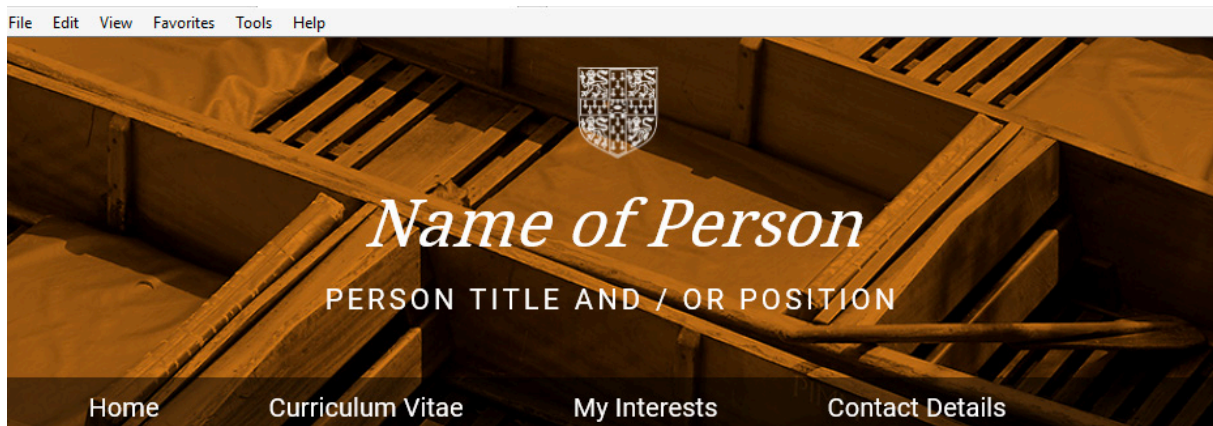 File Edit View Favorites Tools Help
Name of Person
PERSON TITLE AND / OR POSITION
Home Curriculum Vitae My Interests Contact Details